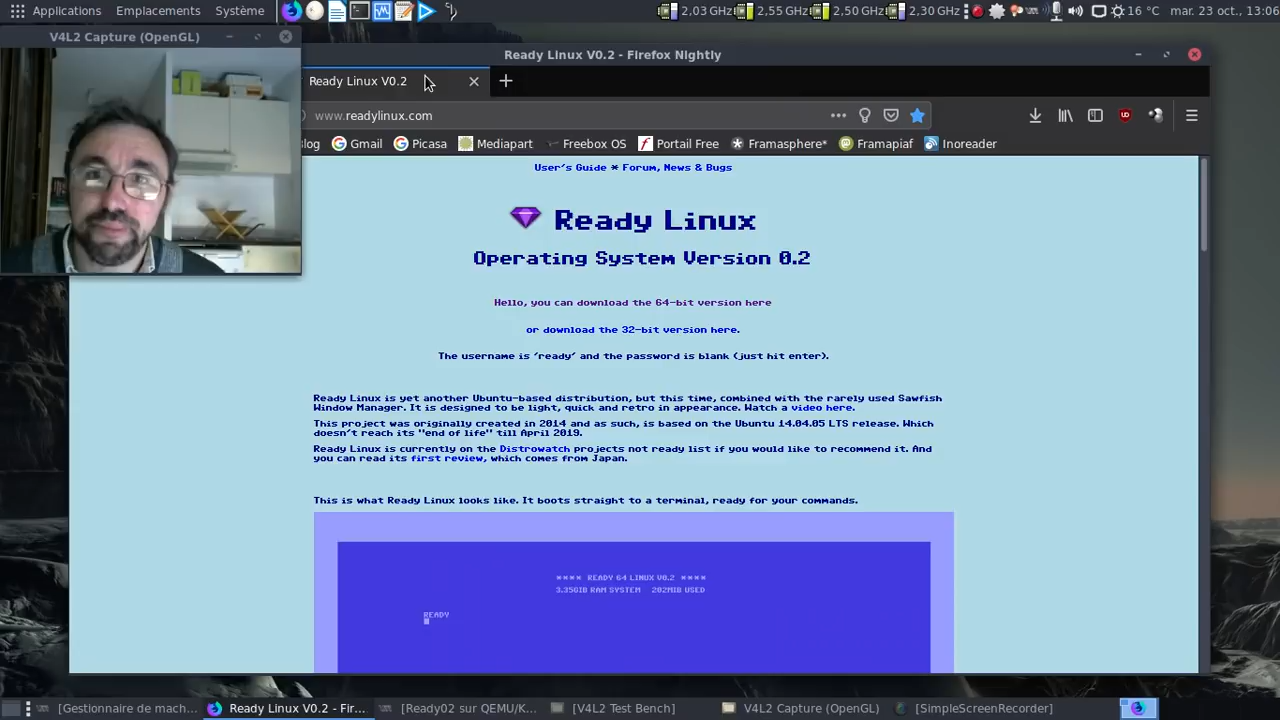 Applications Emplacements Système
2,03 GHz 2,55 GHz 2,50 GHz 2,30 GHz 16 °C mar. 23 oct., 13:06
V4L2 Capture (OpenGL)
Ready Linux V0.2 - Firefox Nightly
Ready Linux V0.2
www.readylinux.com
log Gmail Picasa Mediapart Freebox OS Portail Free Framasphère* Framapiaf Inoreader
User's Guide * Forum, News & Bugs
Ready Linux
Operating System Version 0.2
Hello, you can download the 64-bit version here
or download the 32-bit version here.
The username is 'ready' and the password is blank (just hit enter).
Ready Linux is yet another Ubuntu-based distribution, but this time, combined with the rarely used Sawfish
Window Manager. It is designed to be light, quick and retro in appearance. Watch a video here.
This project was originally created in 2014 and as such, is based on the Ubuntu 14.04.05 LTS release. Which
doesn't reach its "end of life" till April 2019.
Ready Linux is currently on the Distrowatch projects not ready list if you would like to recommend it. And
you can read its first review, which comes from Japan.
This is what Ready Linux looks like. It boots straight to a terminal, ready for your commands.
**** READY 64 LINUX V0.2 ****
3.35GIB RAM SYSTEM 202MIB USED
READY
[Gestionnaire de mach... Ready Linux V0.2 - Fir... [Ready02 sur QEMU/K... [V4L2 Test Bench] V4L2 Capture (OpenGL) [SimpleScreenRecorder]